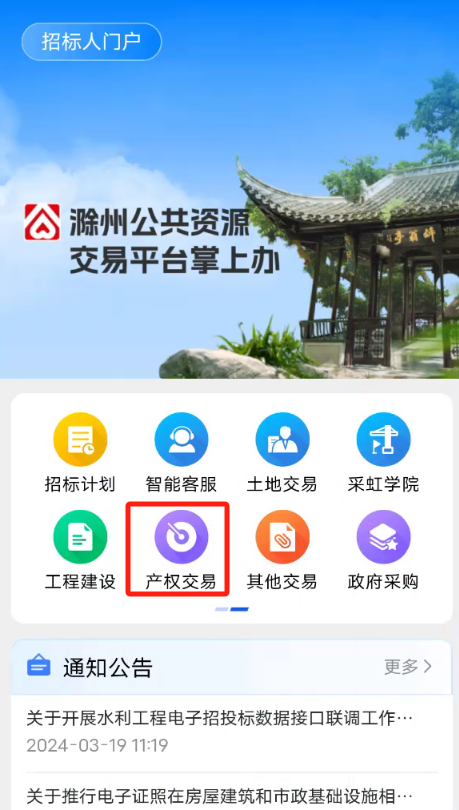 招标人门户
滁州公共资源
交易平台掌上办
醉翁亭
招标计划
智能客服
土地交易
采虹学院
工程建设
产权交易
其他交易
政府采购
通知公告
更多
关于开展水利工程电子招投标数据接口联调工作…
2024-03-19 11:19
关于推行电子证照在房屋建筑和市政基础设施相…